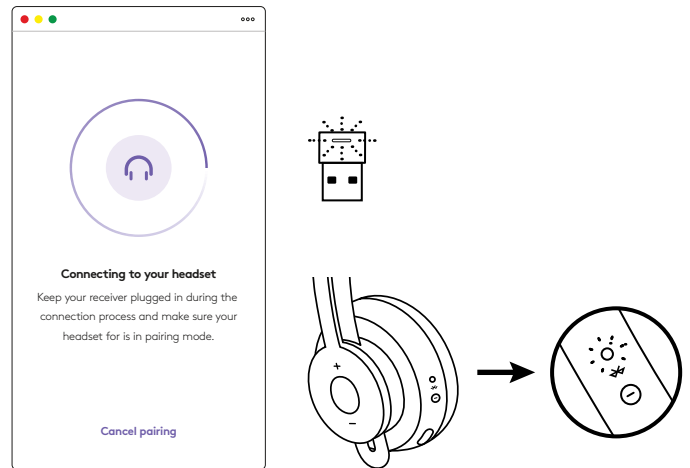 Connecting to your headset
Keep your receiver plugged in during the
connection process and make sure your
headset for is in pairing mode.
Cancel pairing